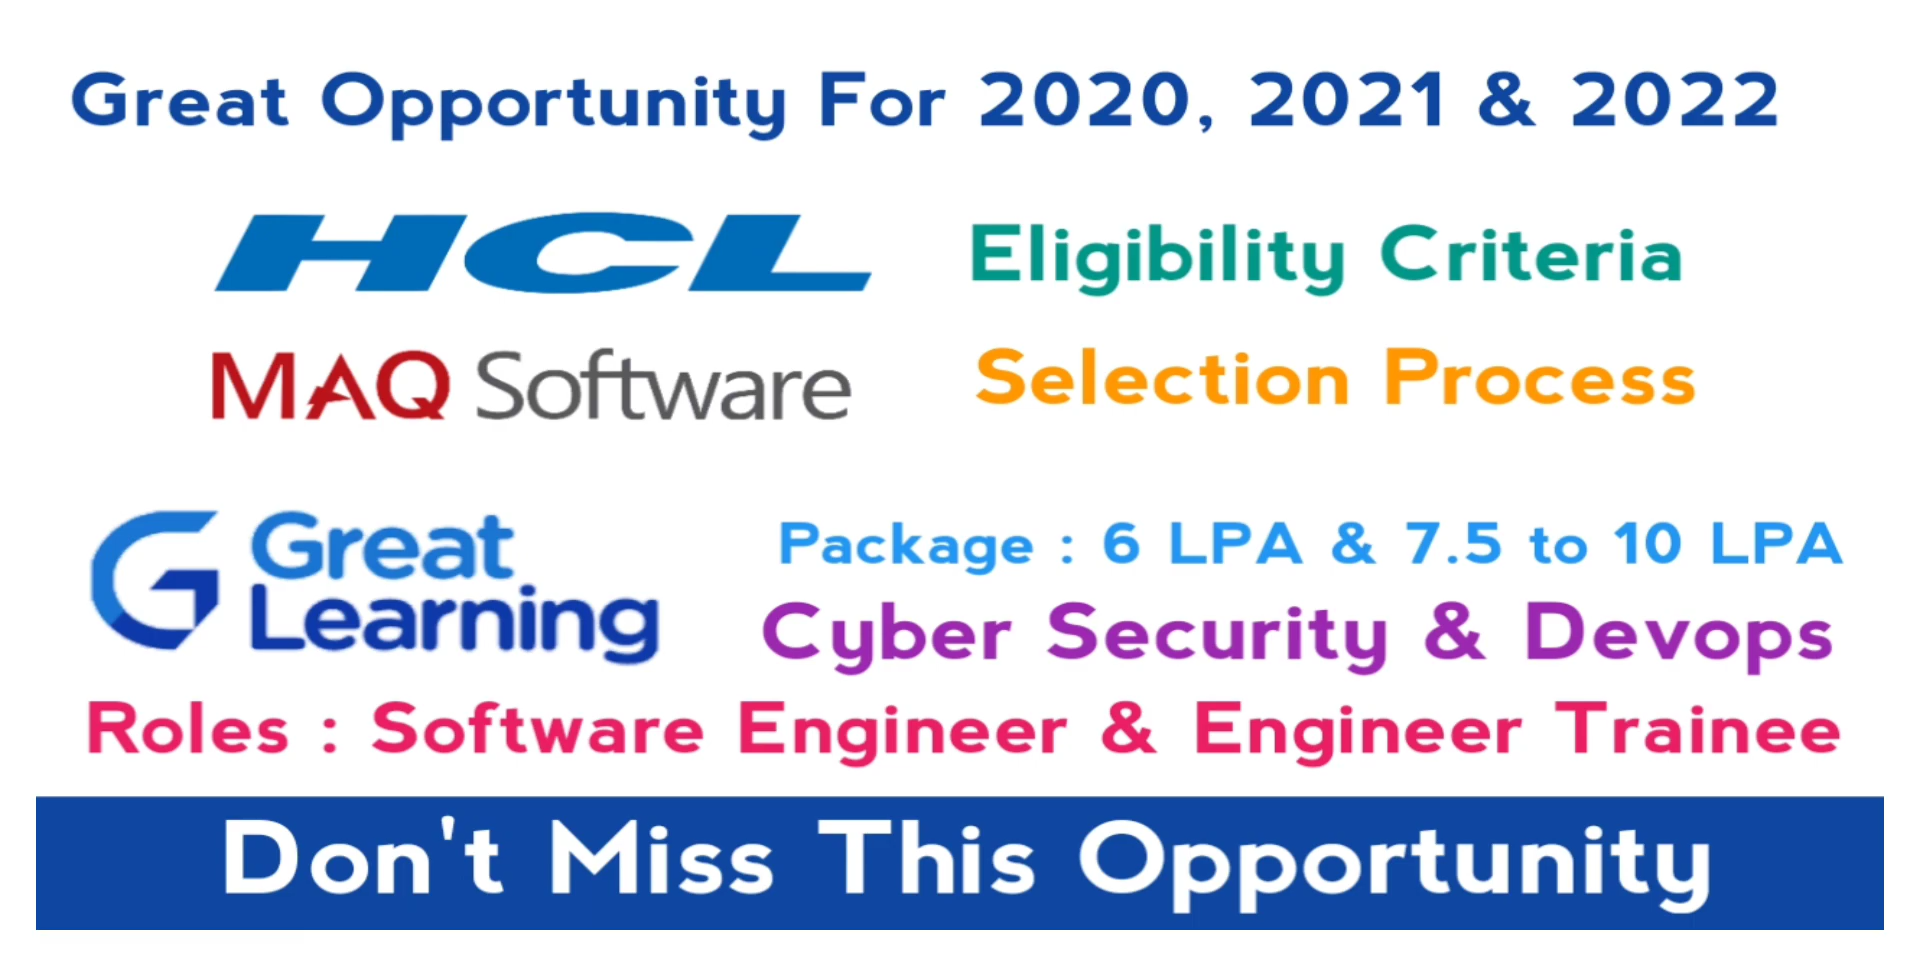 Great Opportunity For 2020, 2021 & 2022
HCL
Eligibility Criteria
MAQ Software
Selection Process
Great
Learning
Package : 6 LPA & 7.5 to 10 LPA
Cyber Security & Devops
Roles : Software Engineer & Engineer Trainee
Don't Miss This Opportunity